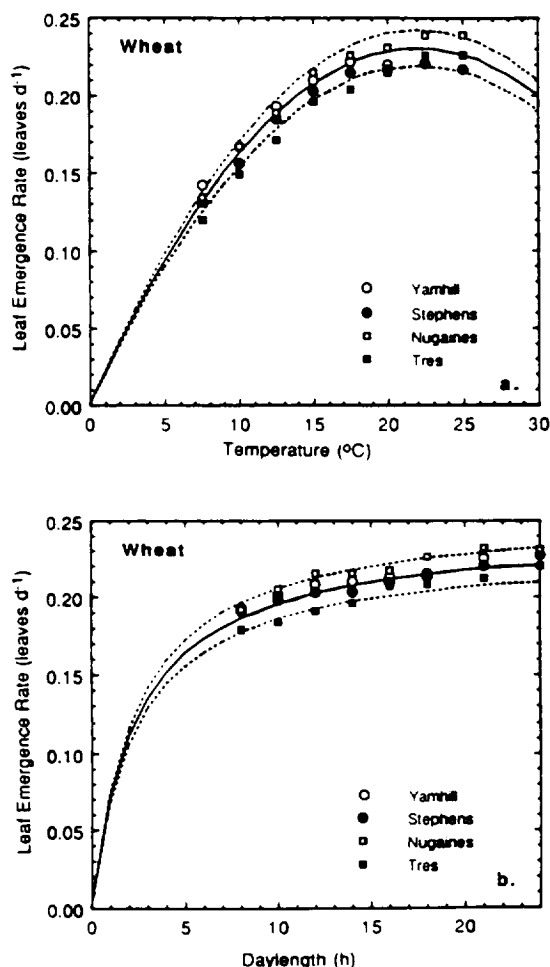 Wheat
Leaf Emergence Rate (leaves d⁻¹)
0.25
0.20
0.15
0.10
0.05
0.00
Yamhill
Stephens
Nugaines
Tres
a.
0 5 10 15 20 25 30
Temperature (ºC)
Wheat
Leaf Emergence Rate (leaves d⁻¹)
0.25
0.20
0.15
0.10
0.05
0.00
Yamhill
Stephens
Nugaines
Tres
b.
0 5 10 15 20
Daylength (h)